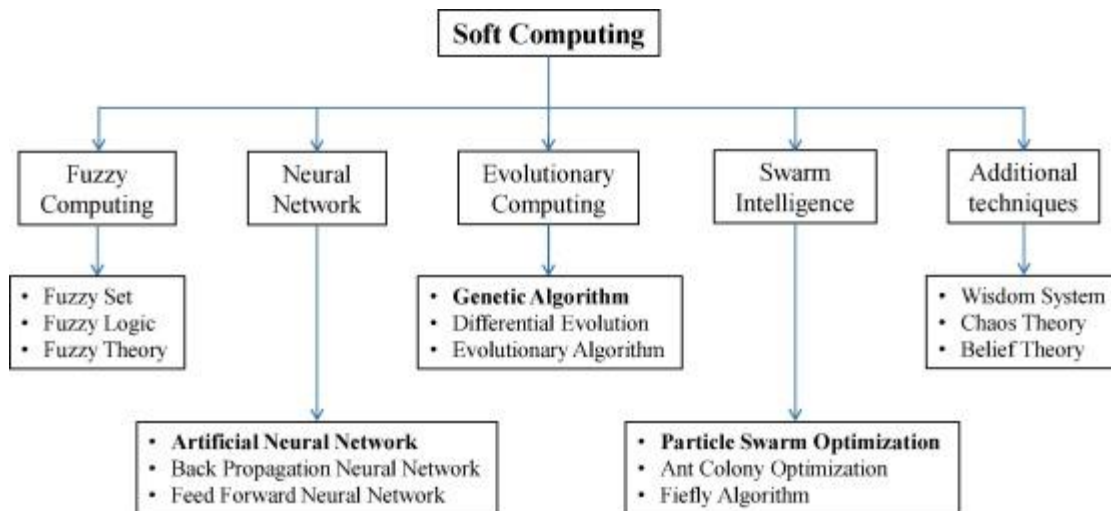 Soft Computing
Fuzzy
Computing
Neural
Network
Evolutionary
Computing
Swarm
Intelligence
Additional
techniques
• Fuzzy Set
• Fuzzy Logic
• Fuzzy Theory
• Genetic Algorithm
• Differential Evolution
• Evolutionary Algorithm
• Wisdom System
• Chaos Theory
• Belief Theory
• Artificial Neural Network
• Back Propagation Neural Network
• Feed Forward Neural Network
• Particle Swarm Optimization
• Ant Colony Optimization
• Fiefly Algorithm